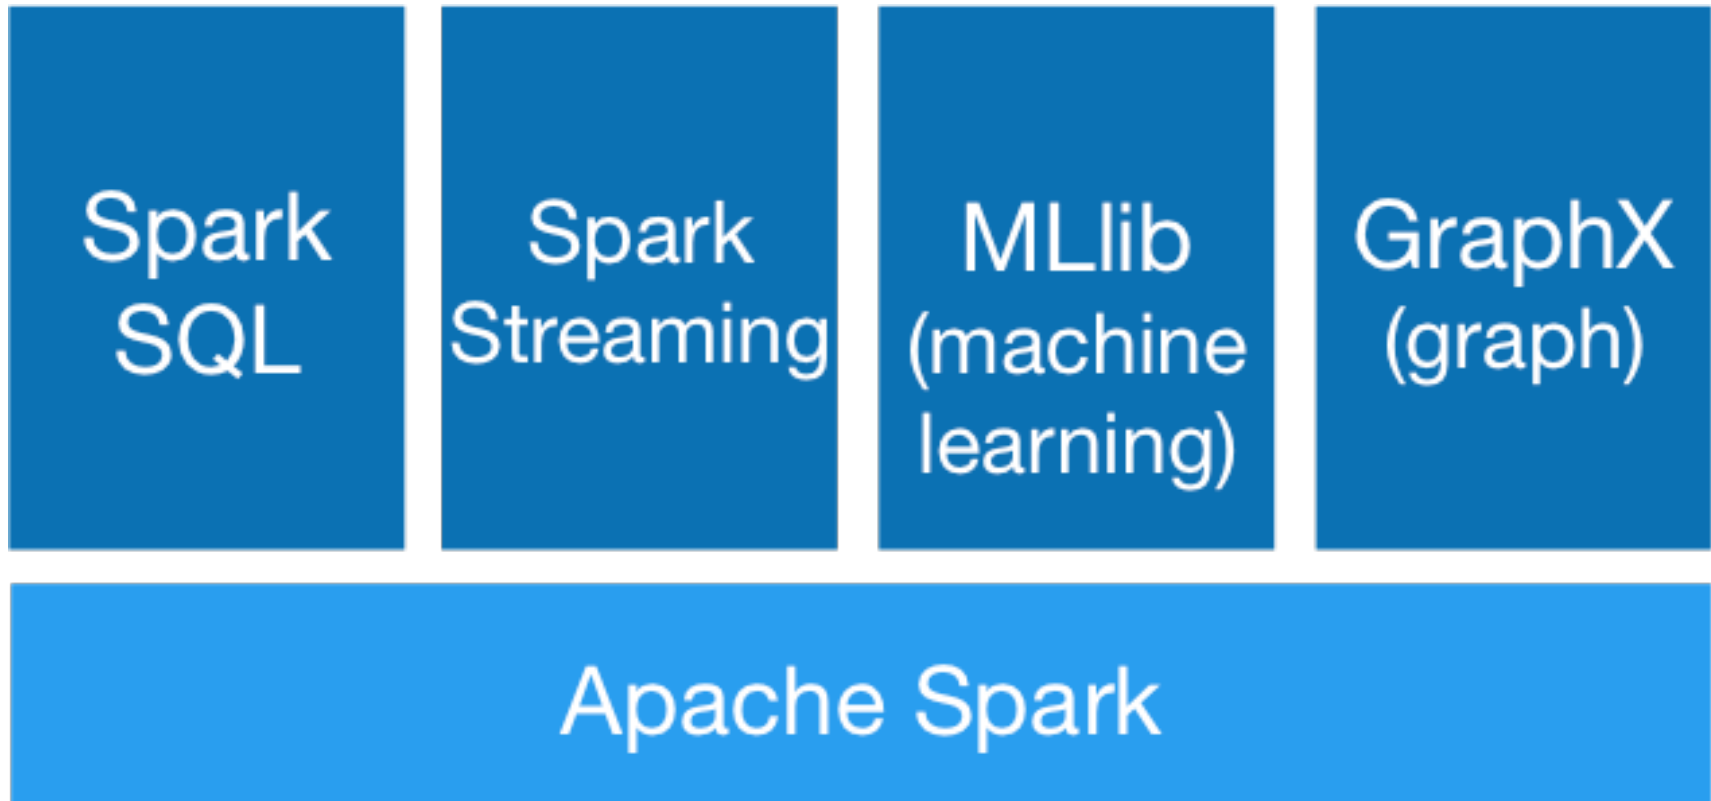 Spark
SQL
Spark
Streaming
MLlib
(machine
learning)
GraphX
(graph)
Apache Spark